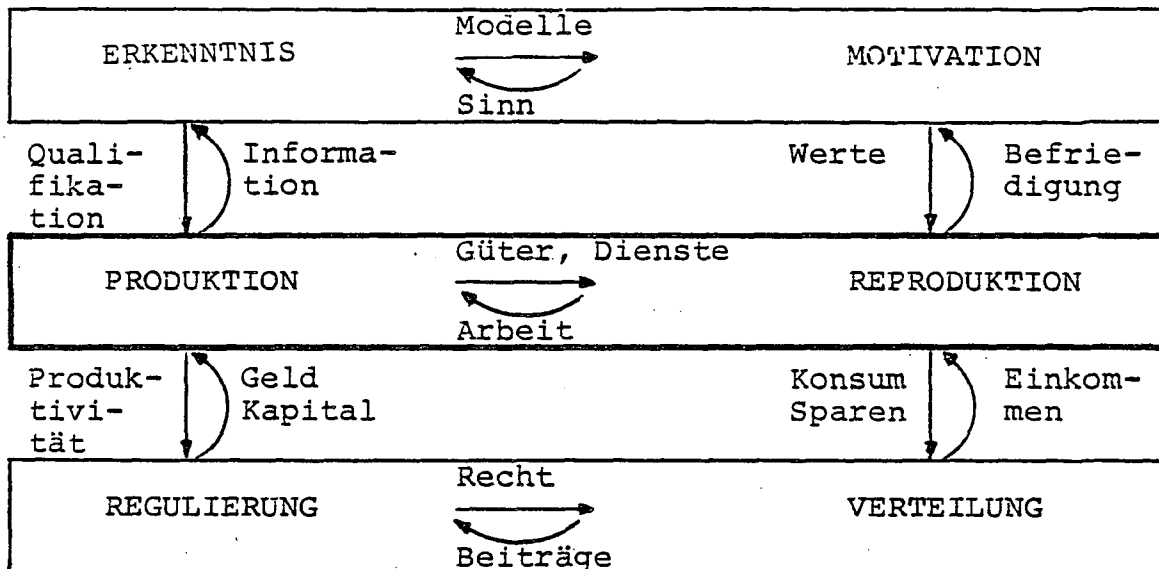 Modelle
ERKENNTNIS MOTIVATION
Sinn
Quali- Informa- Werte Befrie-
fika- tion digung
tion
Güter, Dienste
PRODUKTION REPRODUKTION
Arbeit
Produk- Geld Konsum Einkom-
tivi- Kapital Sparen men
tät
Recht
REGULIERUNG VERTEILUNG
Beiträge